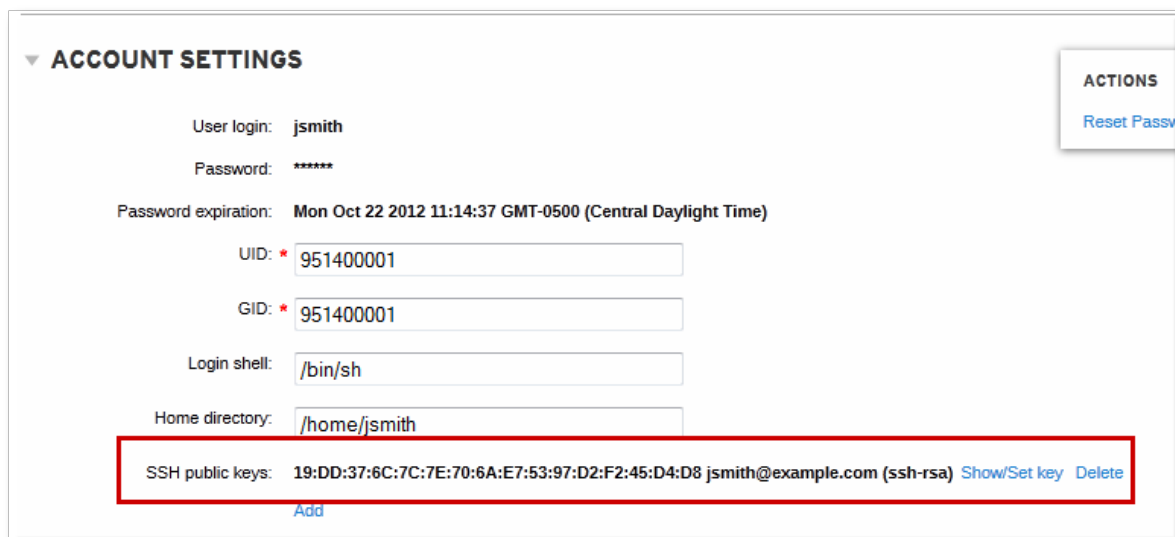 ACCOUNT SETTINGS
ACTIONS
Reset Passw
User login: jsmith
Password: ******
Password expiration: Mon Oct 22 2012 11:14:37 GMT-0500 (Central Daylight Time)
UID: * 951400001
GID: * 951400001
Login shell: /bin/sh
Home directory: /home/jsmith
SSH public keys: 19:DD:37:6C:7C:7E:70:6A:E7:53:97:D2:F2:45:D4:D8 jsmith@example.com (ssh-rsa) Show/Set key Delete
Add